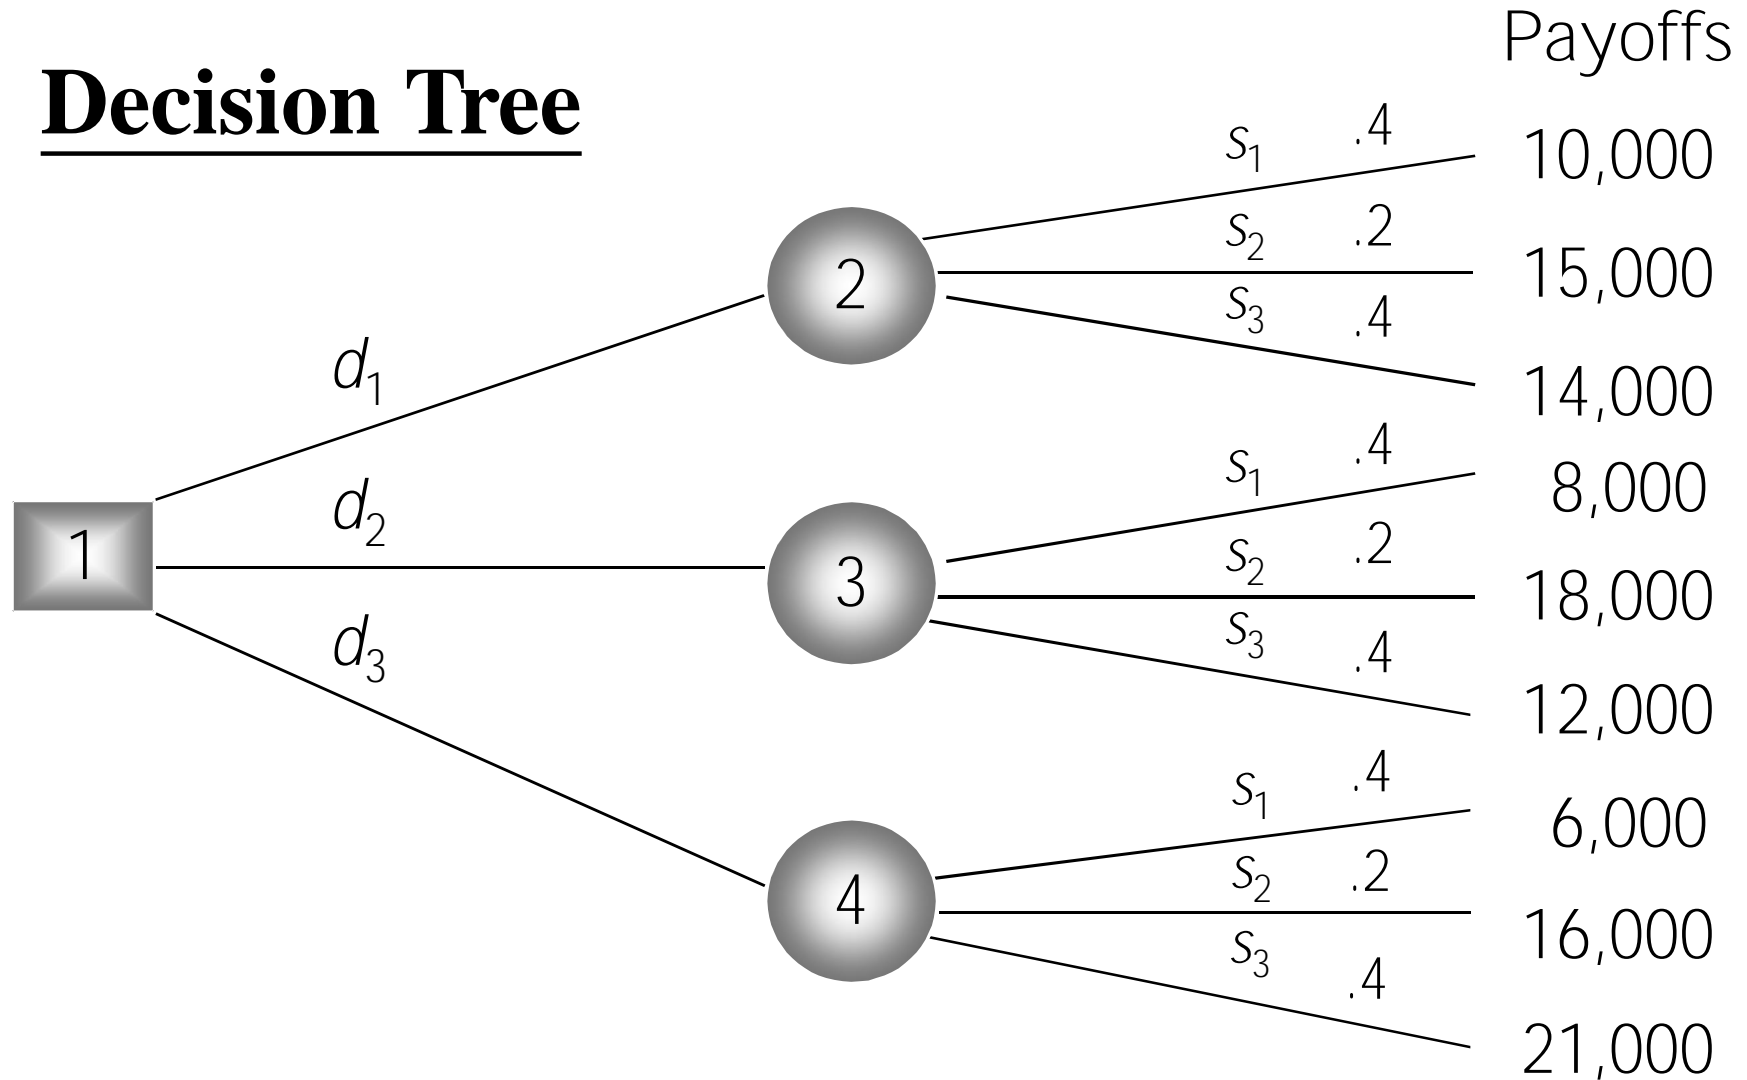 Payoffs
Decision Tree
s1 .4 10,000
s2 .2 15,000
2
s3 .4 14,000
d1
s1 .4 8,000
d2
1
s2 .2 18,000
3
s3 .4 12,000
d3
s1 .4 6,000
s2 .2 16,000
4
s3 .4 21,000